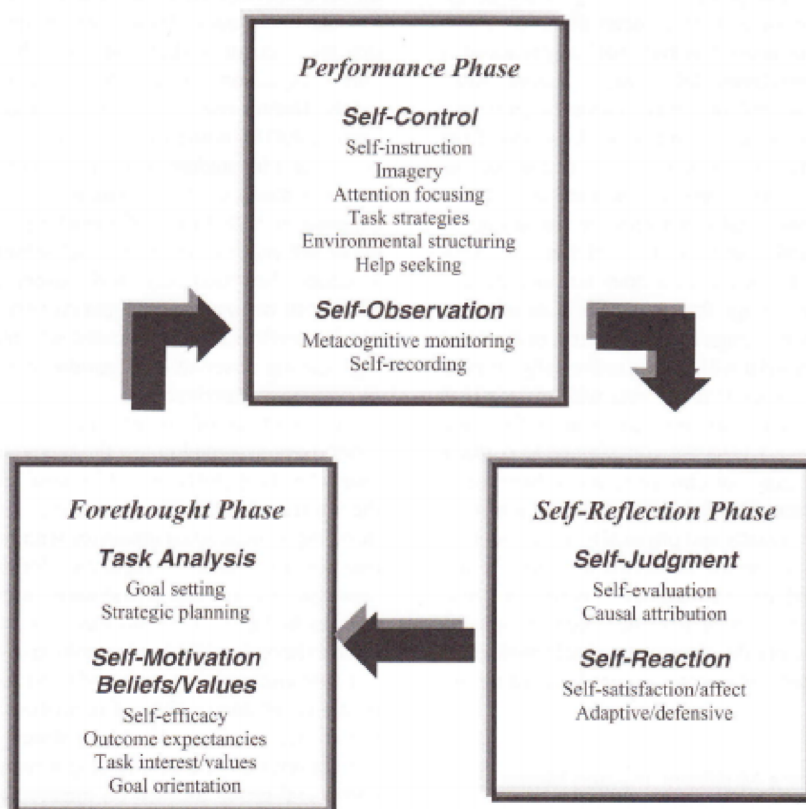 Performance Phase
Self-Control
Self-instruction
Imagery
Attention focusing
Task strategies
Environmental structuring
Help seeking
Self-Observation
Metacognitive monitoring
Self-recording
Forethought Phase
Task Analysis
Goal setting
Strategic planning
Self-Motivation
Beliefs/Values
Self-efficacy
Outcome expectancies
Task interest/values
Goal orientation
Self-Reflection Phase
Self-Judgment
Self-evaluation
Causal attribution
Self-Reaction
Self-satisfaction/affect
Adaptive/defensive